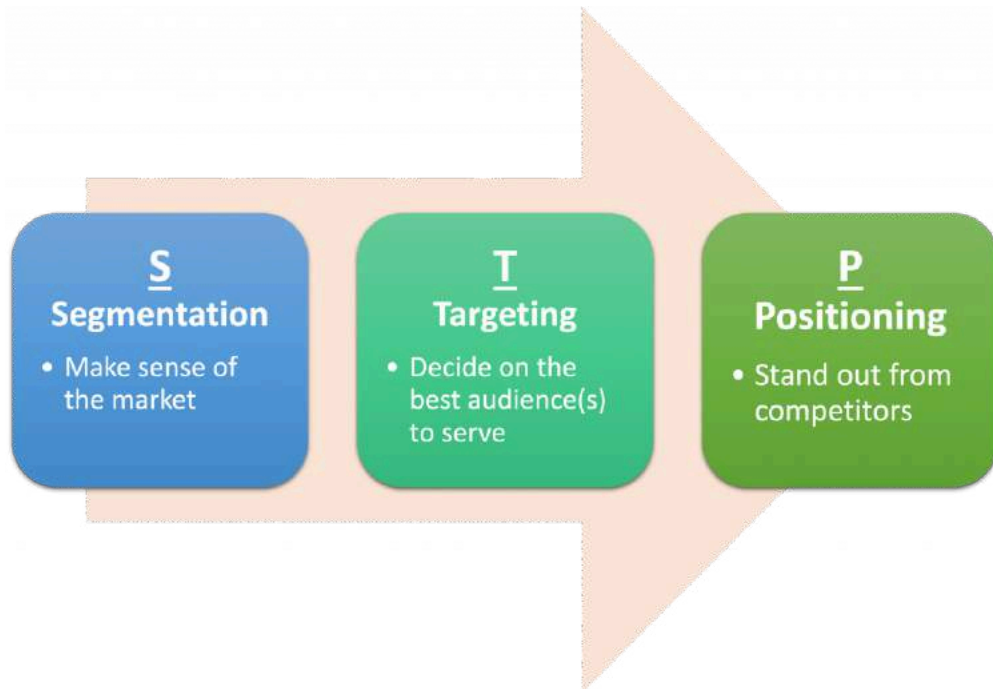 S
Segmentation
• Make sense of
the market
T
Targeting
• Decide on the
best audience(s)
to serve
P
Positioning
• Stand out from
competitors